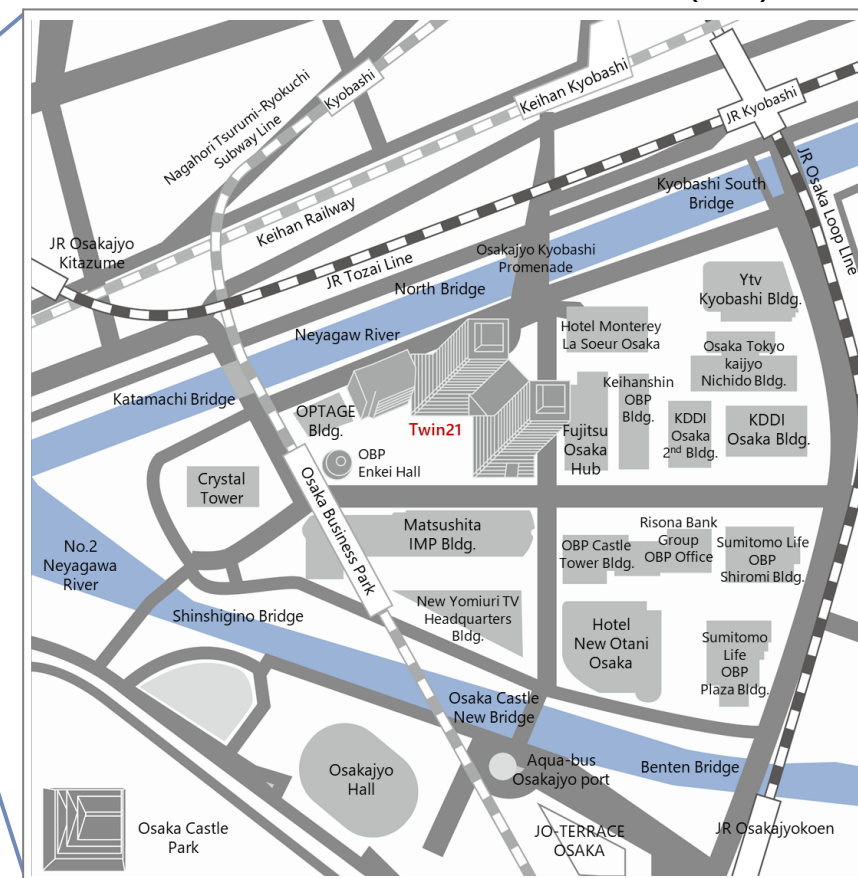 Nagahori Tsurumi-Ryokuchi
Subway Line
Kyobashi
Keihan Kyobashi
JR Kyobashi
JR Osaka Loop Line
Kyobashi South
Bridge
Keihan Railway
JR Osakajyo
Kitazume
JR Tozai Line
Osakajyo Kyobashi
Promenade
North Bridge
Neyagaw River
Ytv
Kyobashi Bldg.
Hotel Monterey
La Soeur Osaka
Osaka Tokyo
kaijyo
Nichido Bldg.
Katamachi Bridge
OPTAGE
Bldg.
Twin21
Keihanshin
OBP
Bldg.
Fujitsu
Osaka
Hub
KDDI
Osaka
2nd Bldg.
KDDI
Osaka Bldg.
OBP
Enkei Hall
Crystal
Tower
Osaka Business Park
Matsushita
IMP Bldg.
OBP Castle
Tower Bldg.
Risona Bank
Group
OBP Office
Sumitomo Life
OBP
Shiromi Bldg.
No.2
Neyagawa
River
Shinshigino Bridge
New Yomiuri TV
Headquarters
Bldg.
Hotel
New Otani
Osaka
Sumitomo
Life
OBP
Plaza Bldg.
Osaka Castle
New Bridge
Osakajyo
Hall
Aqua-bus
Osakajyo port
Benten Bridge
Osaka Castle
Park
JO-TERRACE
OSAKA
JR Osakajyokoen